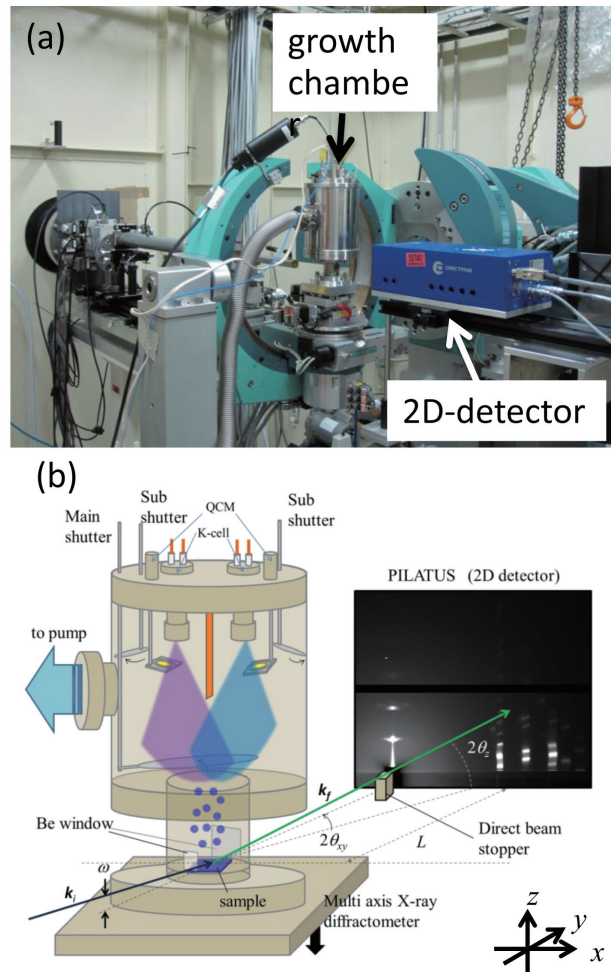 (a)
growth
chambe
r
DECTRIS
2D-detector
(b)
Main
shutter
Sub
shutter
QCM
K-cell
Sub
shutter
PILATUS (2D detector)
to pump
2θz
kf
Be window
2θxy
L
Direct beam
stopper
ω
ki
sample
Multi axis X-ray
diffractometer
z
y
x